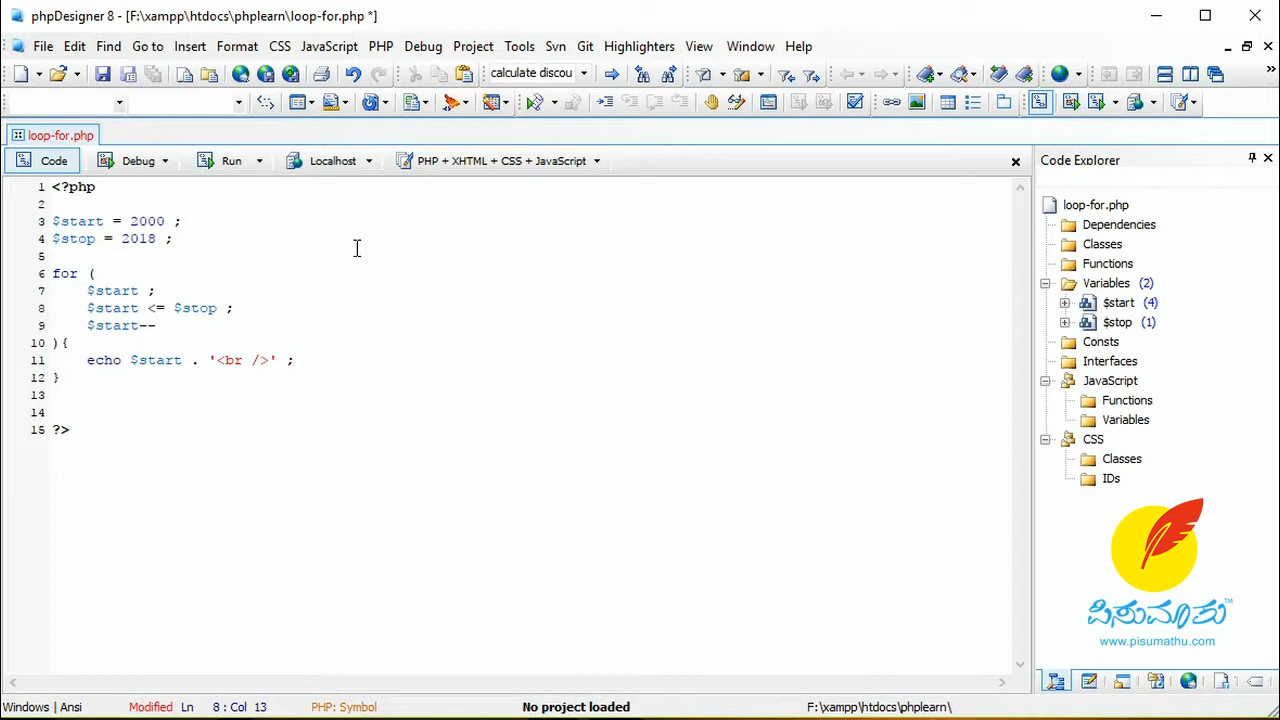 phpDesigner 8 - [F:\xampp\htdocs\phplearn\loop-for.php *]
File Edit Find Go to Insert Format CSS JavaScript PHP Debug Project Tools Svn Git Highlighters View Window Help
calculate discou
loop-for.php
Code Debug Run Localhost PHP + XHTML + CSS + JavaScript
1 <?php
2
3 $start = 2000 ;
4 $stop = 2018 ;
5
6 for (
7 $start ;
8 $start <= $stop ;
9 $start--
10 ){
11 echo $start . '<br />' ;
12 }
13
14
15 ?>
Code Explorer
loop-for.php
Dependencies
Classes
Functions
Variables (2)
$start (4)
$stop (1)
Consts
Interfaces
JavaScript
Functions
Variables
CSS
Classes
IDs
ಪಿಸುಮಾತು™
www.pisumathu.com
Windows | Ansi Modified Ln 8 : Col 13 PHP: Symbol No project loaded F:\xampp\htdocs\phplearn\